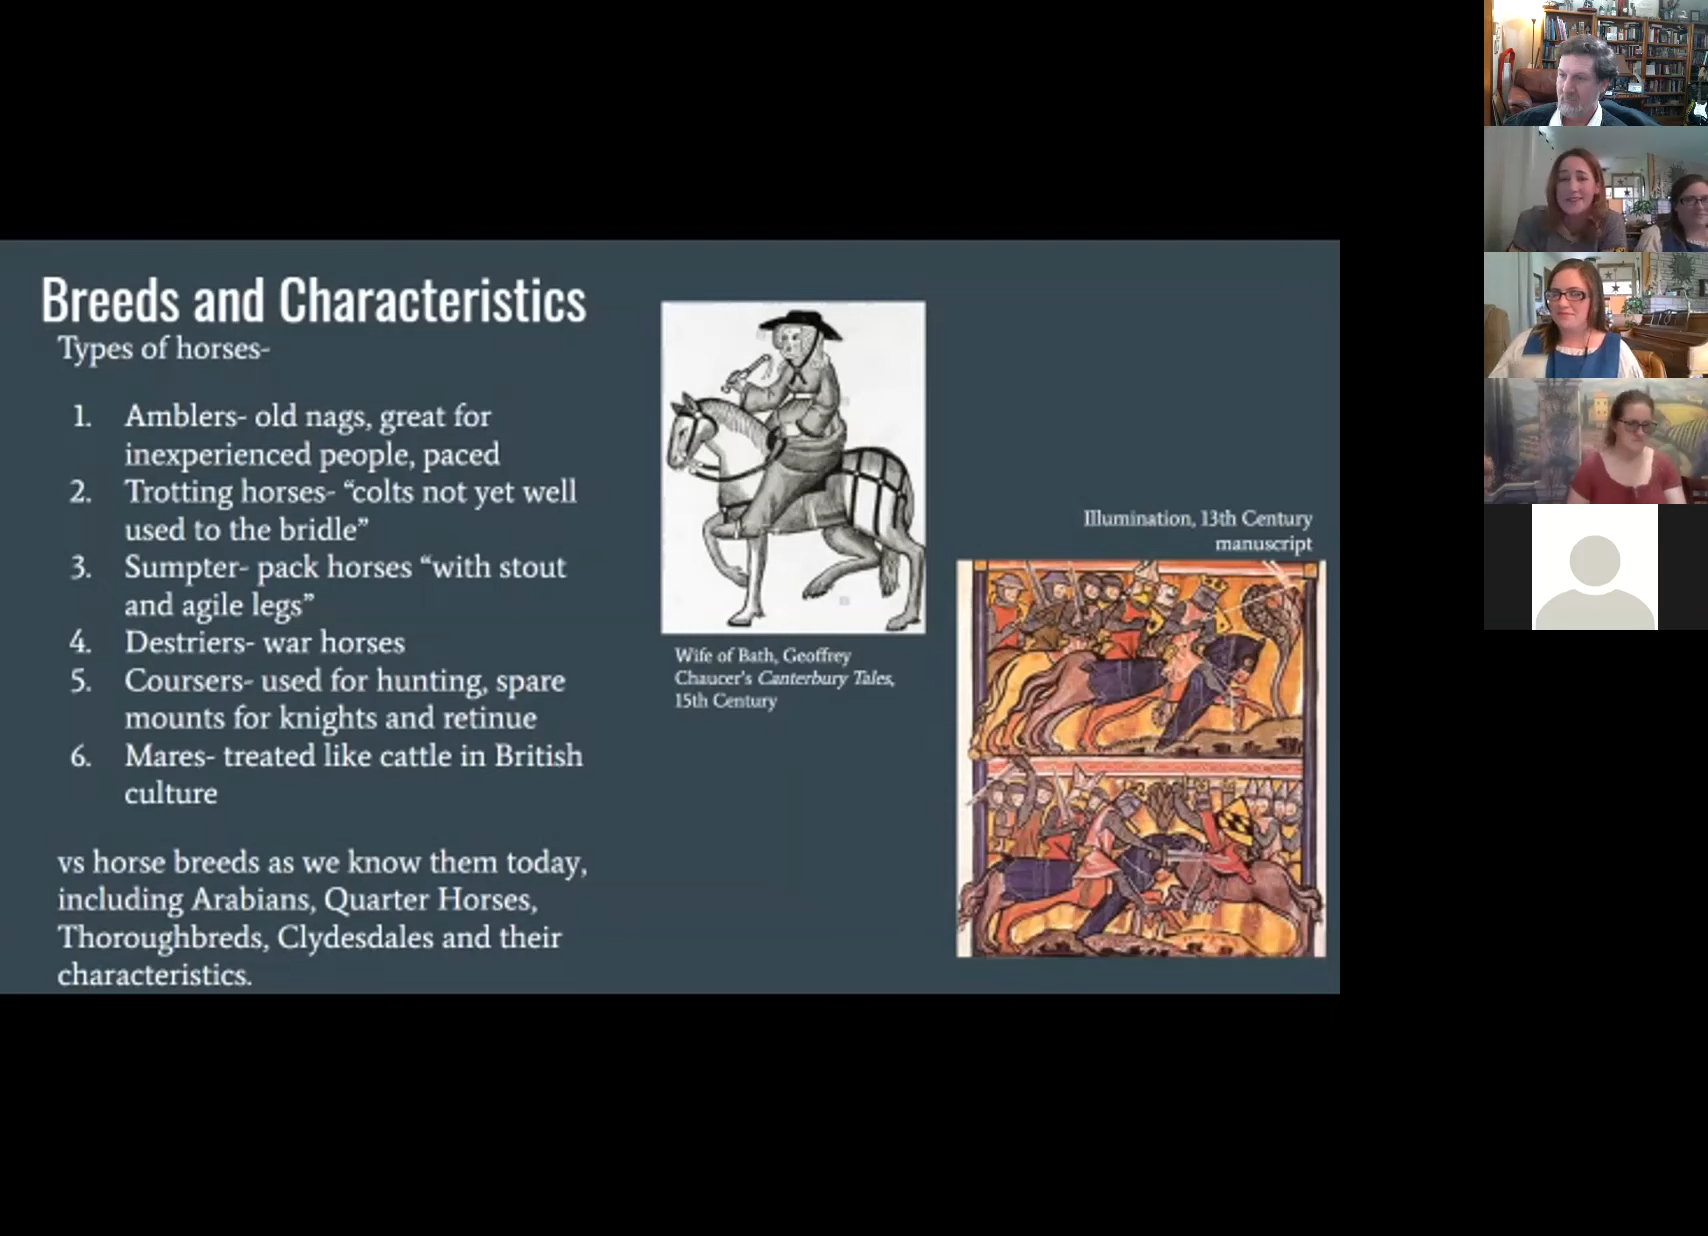 Breeds and Characteristics
Types of horses-
1. Amblers- old nags, great for
inexperienced people, paced
2. Trotting horses- “colts not yet well
used to the bridle”
3. Sumpter- pack horses “with stout
and agile legs”
4. Destriers- war horses
5. Coursers- used for hunting, spare
mounts for knights and retinue
6. Mares- treated like cattle in British
culture
vs horse breeds as we know them today,
including Arabians, Quarter Horses,
Thoroughbreds, Clydesdales and their
characteristics.
Wife of Bath, Geoffrey
Chaucer's Canterbury Tales,
15th Century
Illumination, 13th Century
manuscript